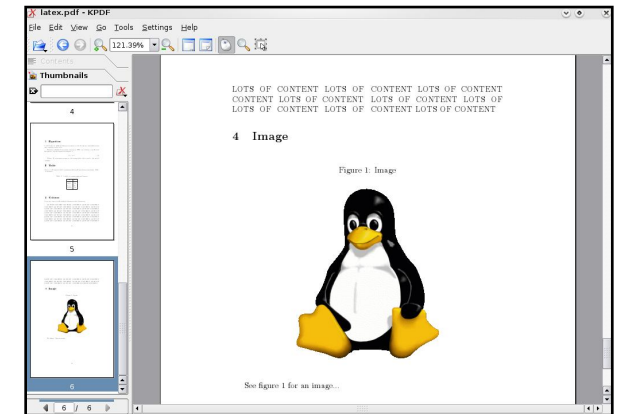 latex.pdf - KPDF
File Edit View Go Tools Settings Help
121.39%
Contents
Thumbnails
4
5
6
6 / 6
LOTS OF CONTENT LOTS OF CONTENT LOTS OF CONTENT
CONTENT LOTS OF CONTENT LOTS OF CONTENT LOTS OF
LOTS OF CONTENT LOTS OF CONTENT LOTS OF CONTENT
4 Image
Figure 1: Image
See figure 1 for an image...